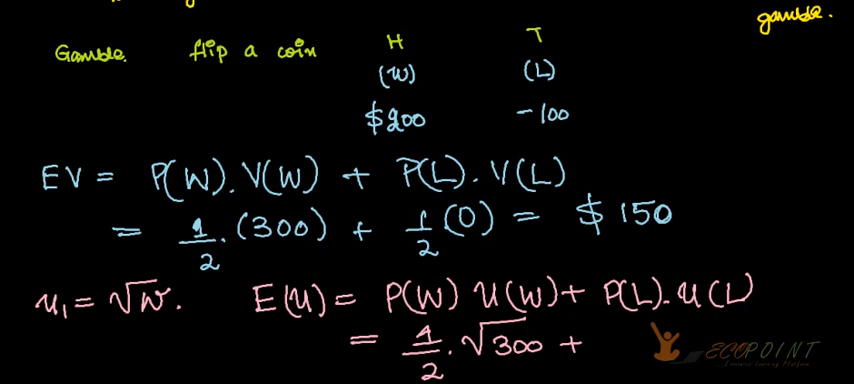 gamble.
Gamble. flip a coin H T
(W) (L)
$200 -100
EV = P(W). V(W) + P(L). V(L)
= 1/2 . (300) + 1/2 (0) = $ 150
u₁ = √W. E(U) = P(W) U(W) + P(L). U(L)
= 1/2 . √300 +
ECOPOINT